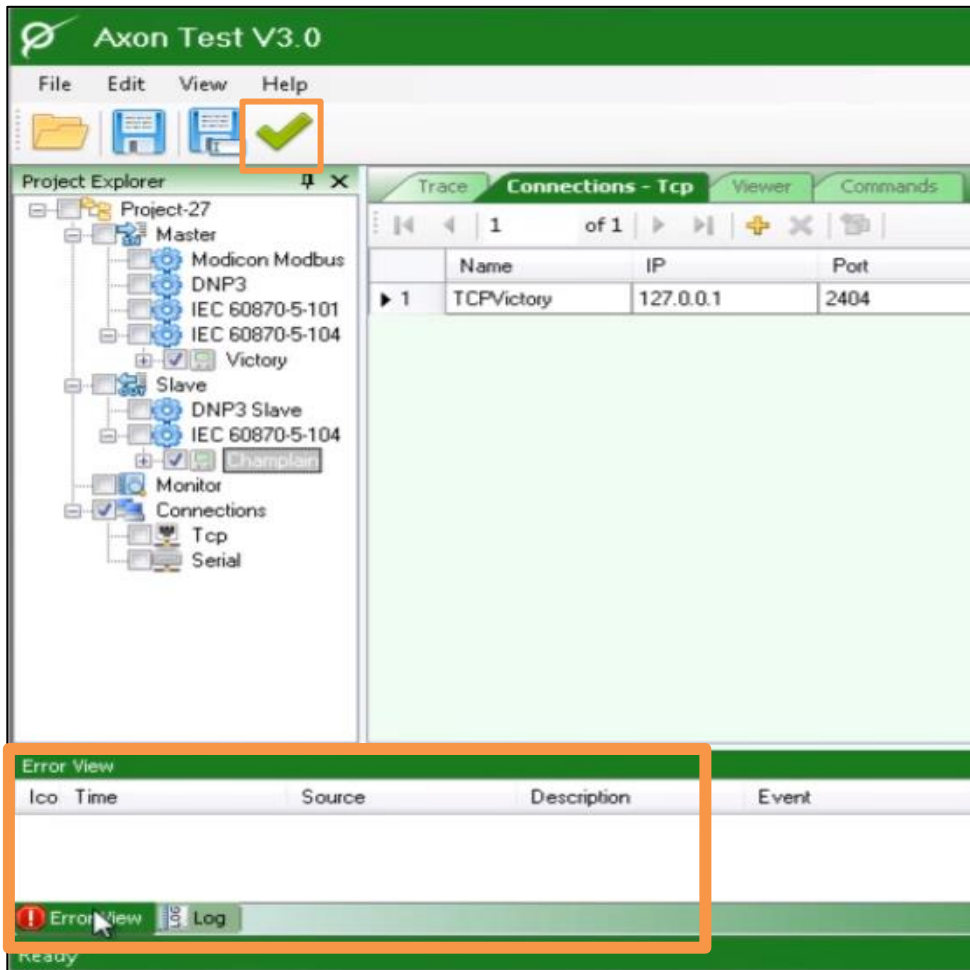 Axon Test V3.0
File Edit View Help
Project Explorer
Project-27
Master
Modicon Modbus
DNP3
IEC 60870-5-101
IEC 60870-5-104
Victory
Slave
DNP3 Slave
IEC 60870-5-104
Champlain
Monitor
Connections
Tcp
Serial
Trace Connections - Tcp Viewer Commands
1 of 1
Name IP Port
1 TCPVictory 127.0.0.1 2404
Error View
Ico Time Source Description Event
Error View LOG Log
Ready